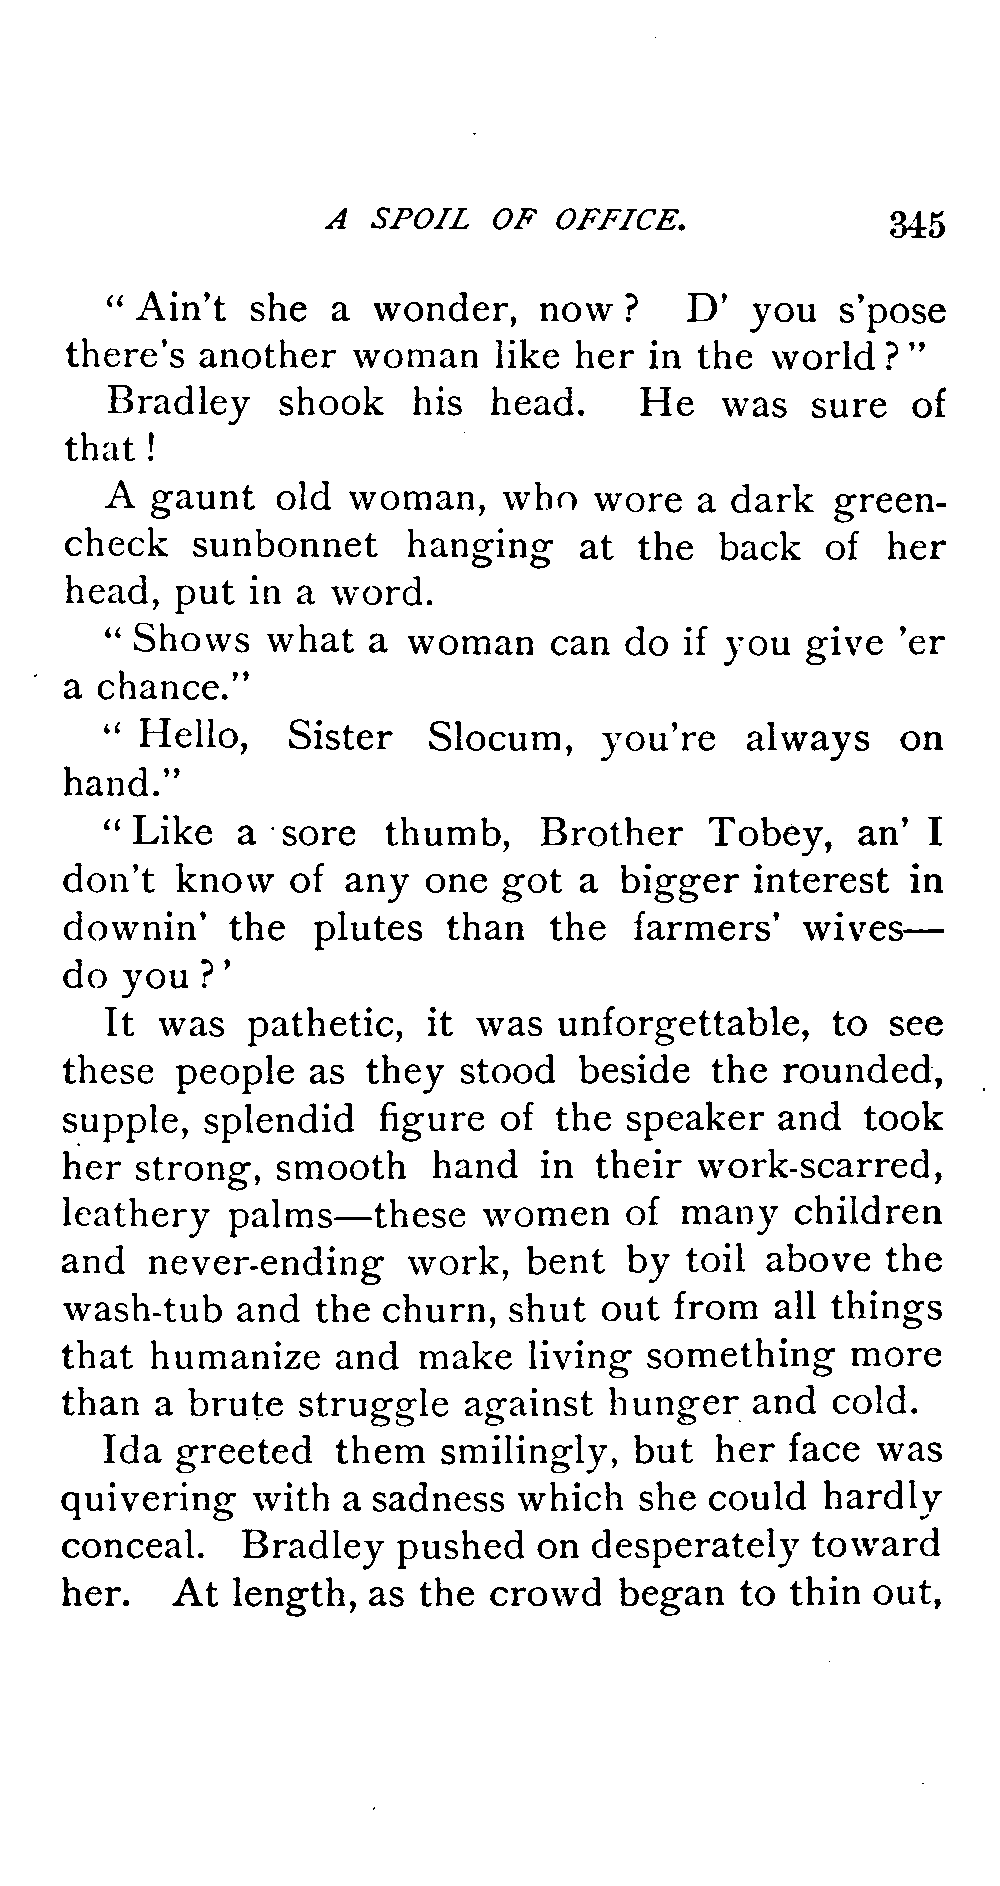 A SPOIL OF OFFICE. 345
“ Ain't she a wonder, now ? D' you s'pose
there's another woman like her in the world ? ”
Bradley shook his head. He was sure of
that !
A gaunt old woman, who wore a dark green-
check sunbonnet hanging at the back of her
head, put in a word.
“ Shows what a woman can do if you give 'er
a chance.”
“ Hello, Sister Slocum, you're always on
hand.”
“ Like a sore thumb, Brother Tobey, an' I
don't know of any one got a bigger interest in
downin' the plutes than the farmers' wives—
do you ? '
It was pathetic, it was unforgettable, to see
these people as they stood beside the rounded,
supple, splendid figure of the speaker and took
her strong, smooth hand in their work-scarred,
leathery palms—these women of many children
and never-ending work, bent by toil above the
wash-tub and the churn, shut out from all things
that humanize and make living something more
than a brute struggle against hunger and cold.
Ida greeted them smilingly, but her face was
quivering with a sadness which she could hardly
conceal. Bradley pushed on desperately toward
her. At length, as the crowd began to thin out,